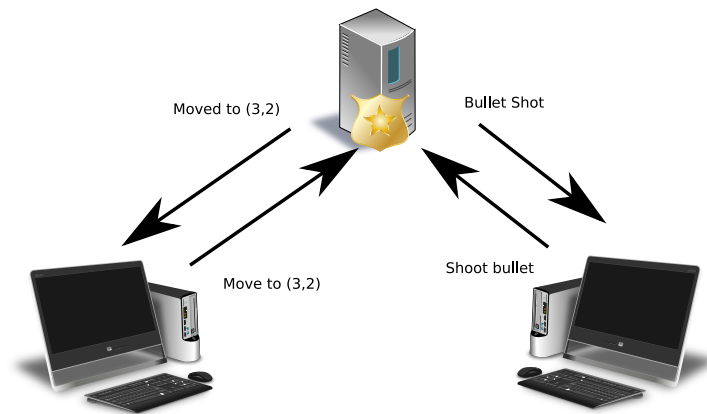 Moved to (3,2)
Bullet Shot
Move to (3,2)
Shoot bullet